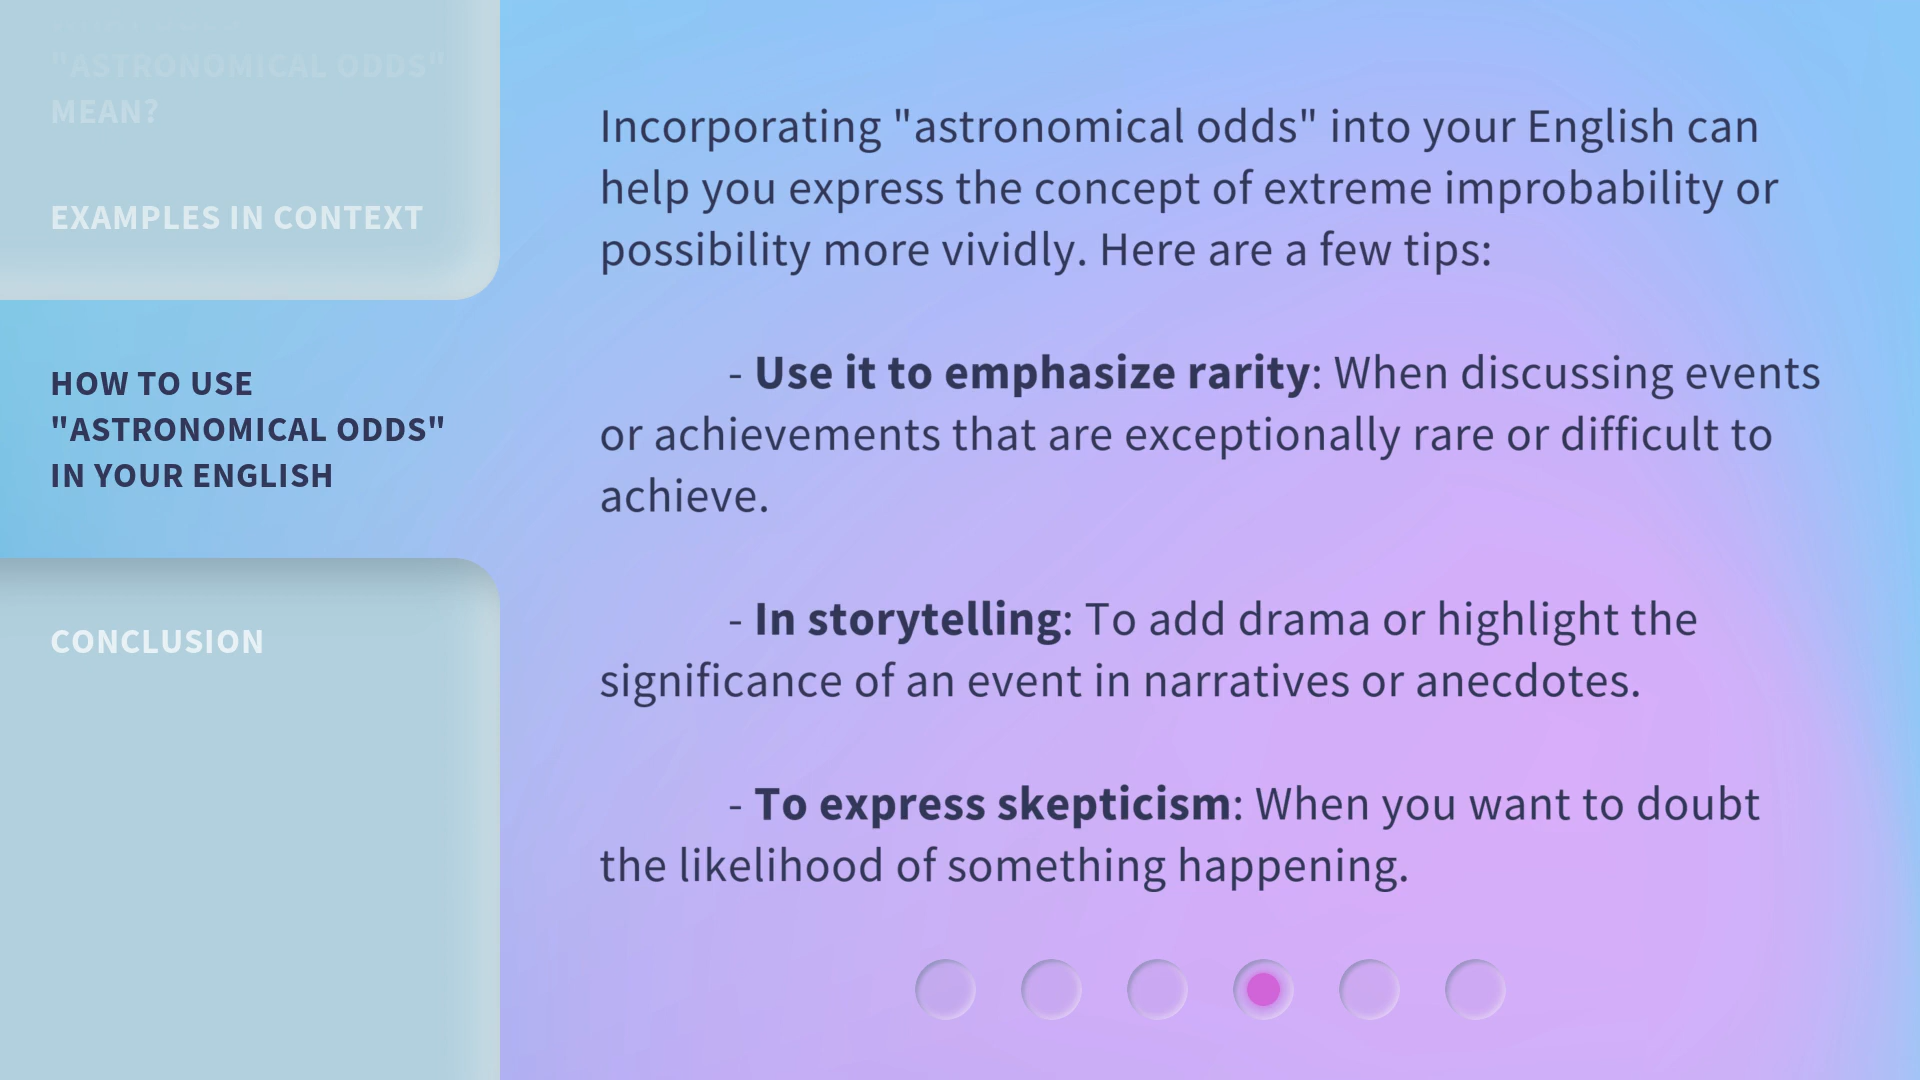 "ASTRONOMICAL ODDS"
MEAN?
EXAMPLES IN CONTEXT
HOW TO USE
"ASTRONOMICAL ODDS"
IN YOUR ENGLISH
CONCLUSION
Incorporating "astronomical odds" into your English can
help you express the concept of extreme improbability or
possibility more vividly. Here are a few tips:
- Use it to emphasize rarity: When discussing events
or achievements that are exceptionally rare or difficult to
achieve.
- In storytelling: To add drama or highlight the
significance of an event in narratives or anecdotes.
- To express skepticism: When you want to doubt
the likelihood of something happening.